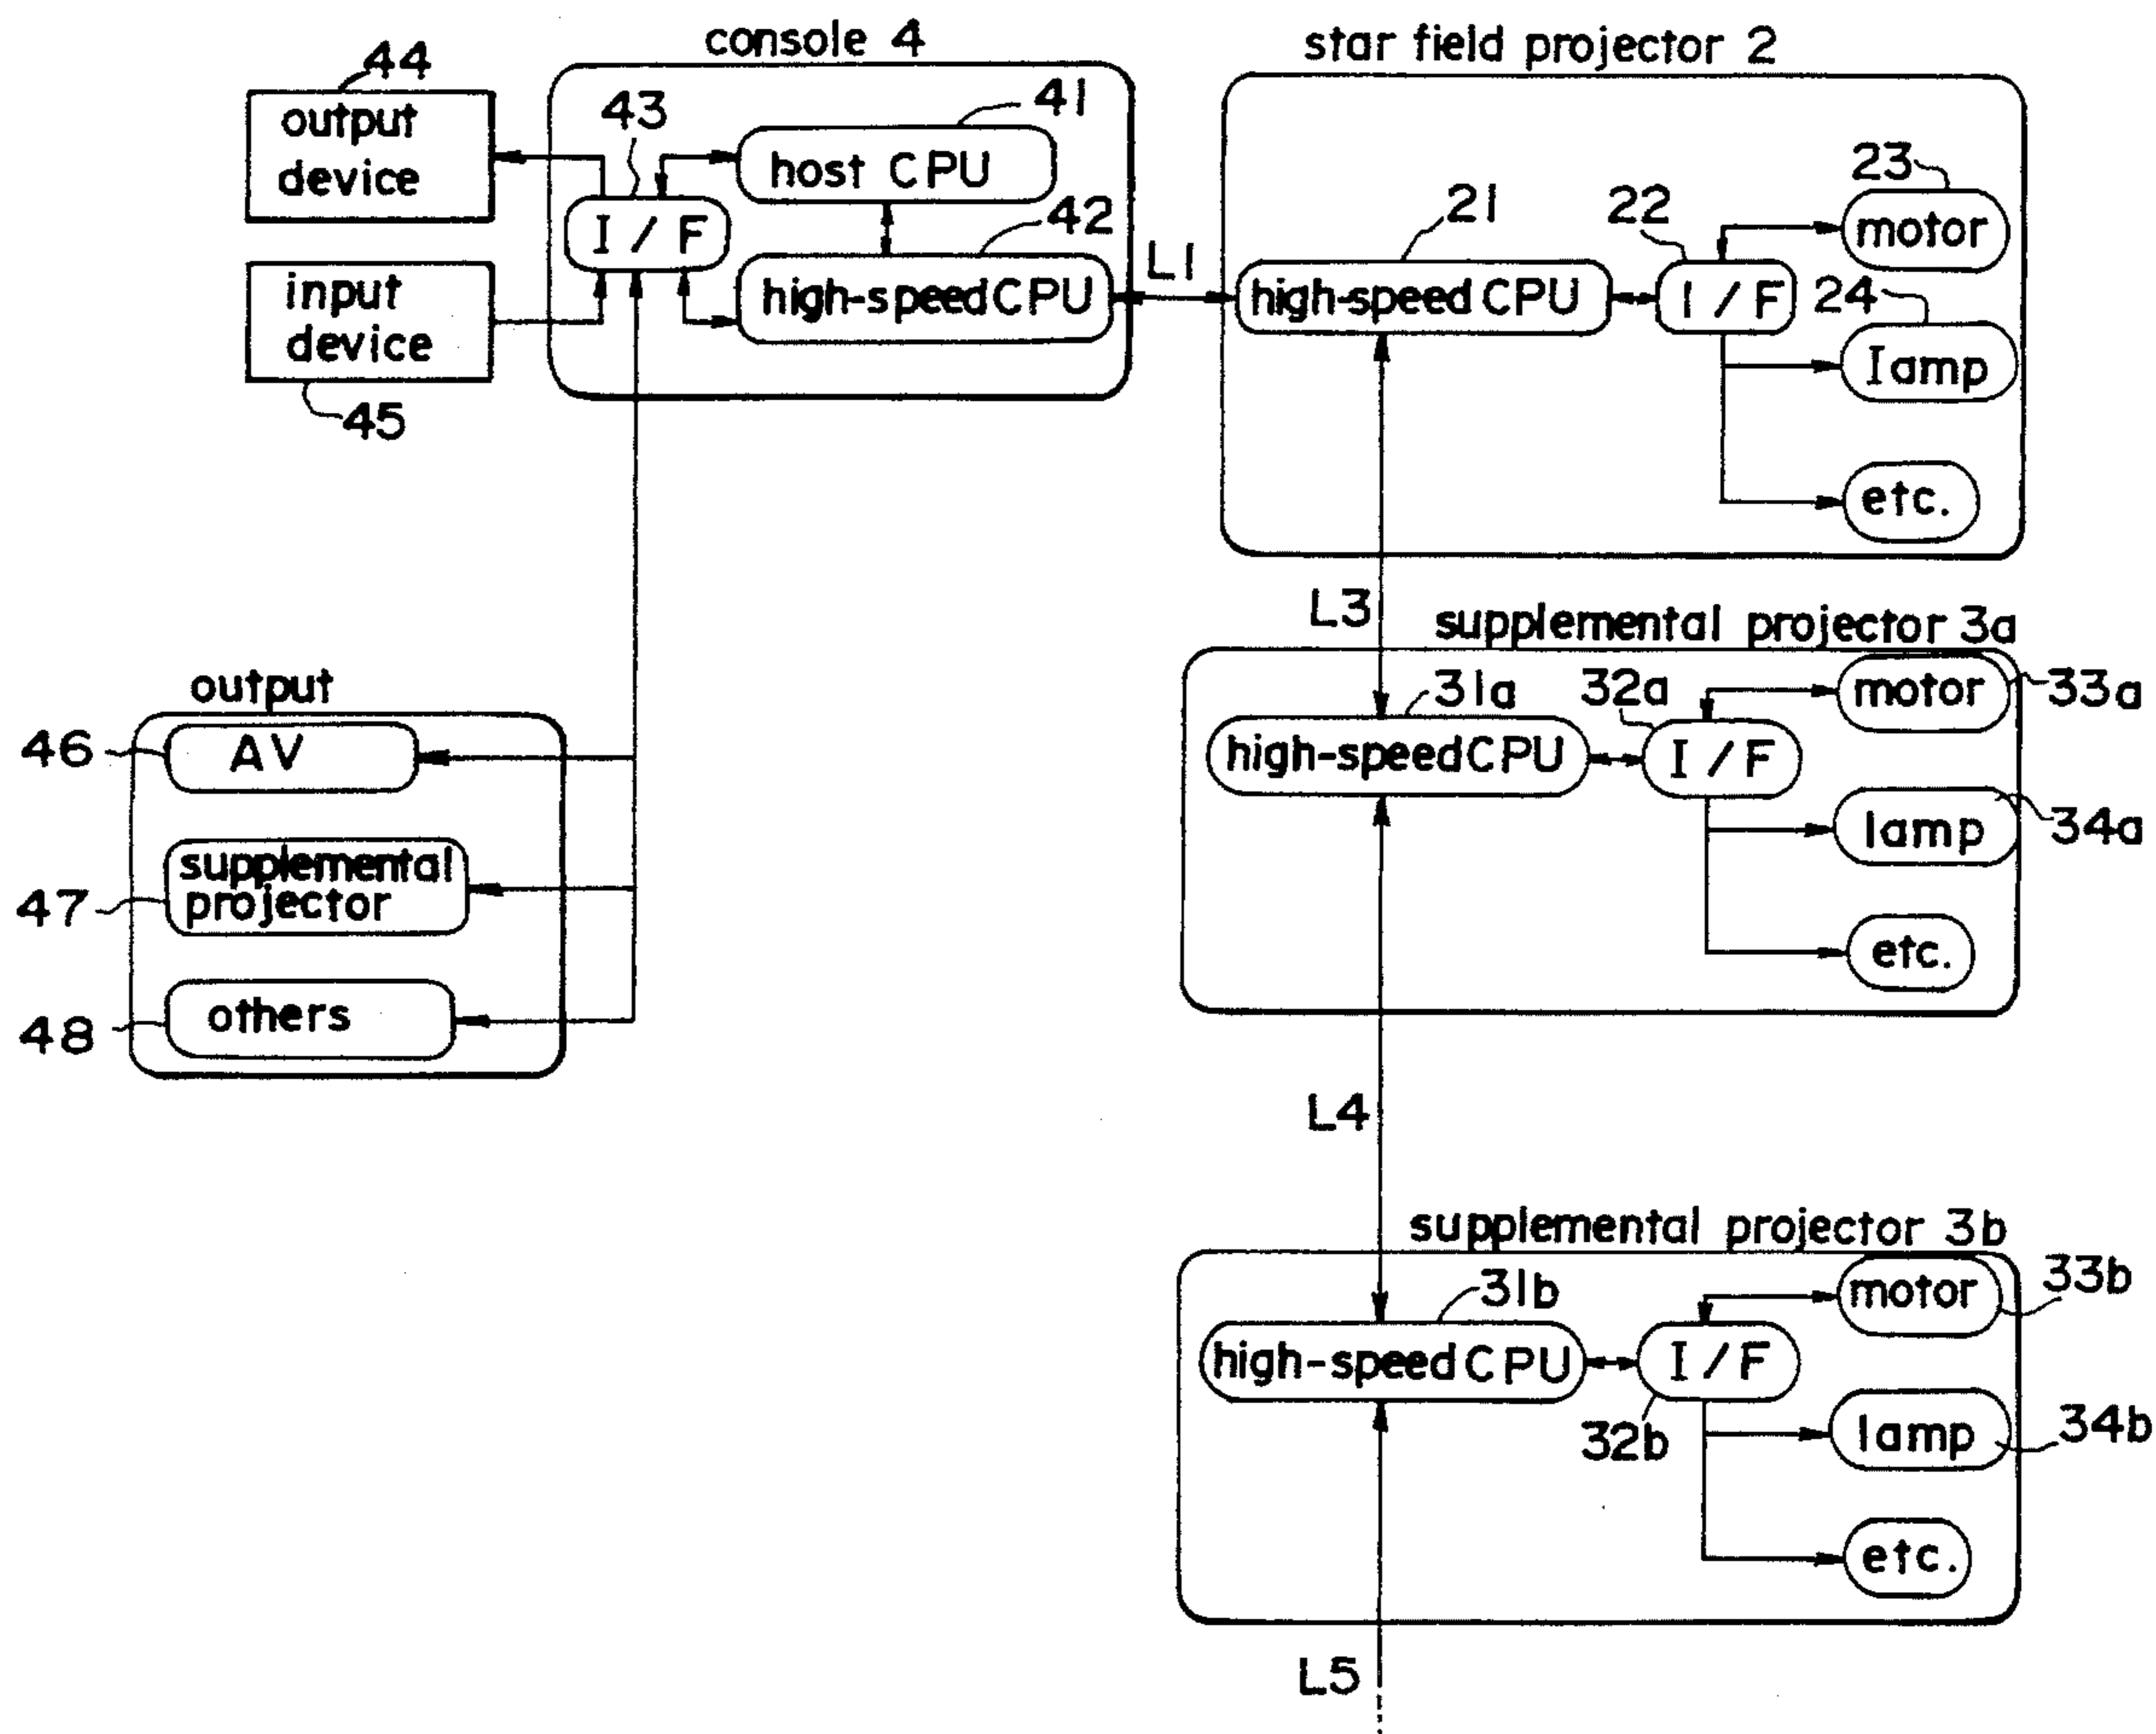 console 4
44
output
device
43
41
host CPU
I / F
42
high-speed CPU
input
device
45
L1
star field projector 2
21
22
23
motor
high-speed CPU
I / F
24
lamp
etc.
L3
supplemental projector 3a
31a
32a
motor
33a
high-speed CPU
I / F
lamp
34a
etc.
output
46
AV
supplemental
projector
47
others
48
L4
supplemental projector 3b
31b
motor
33b
high-speed CPU
I / F
32b
lamp
34b
etc.
L5